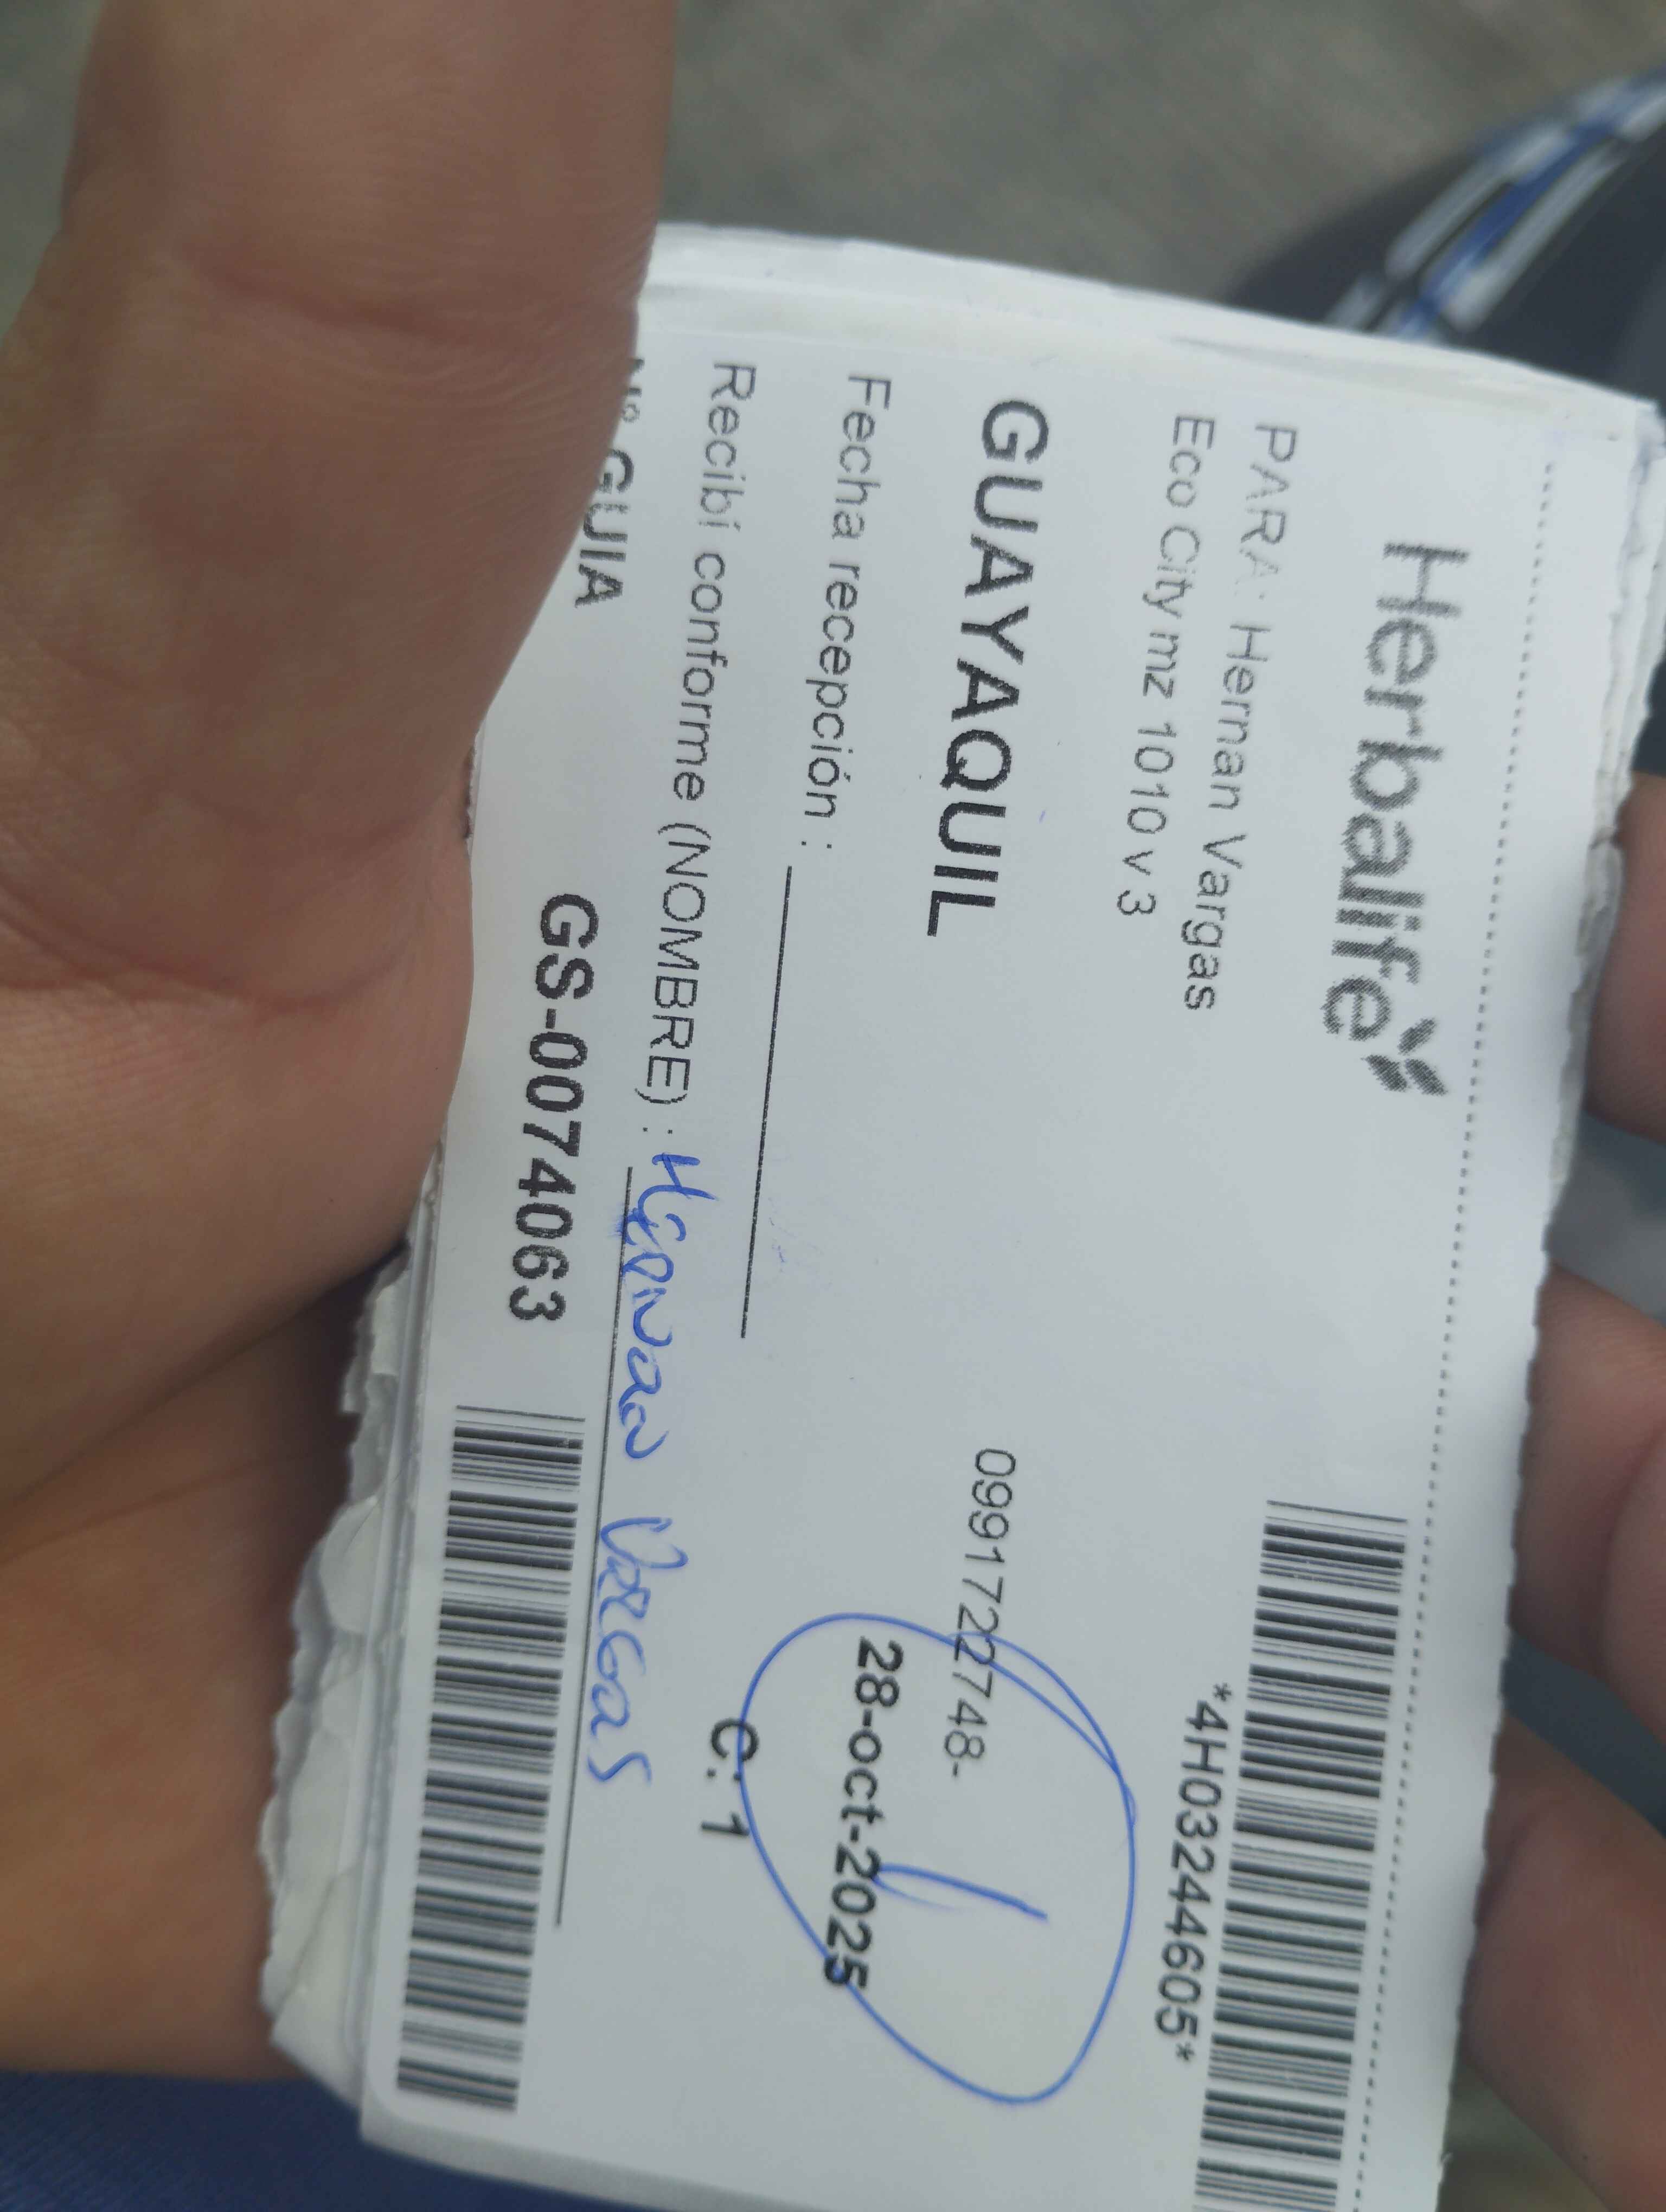 Herbalife
*4H03244605*
PARA: Hernan Vargas
Eco City mz 1010 v 3
GUAYAQUIL
0991722748-
Fecha recepción :
28-oct-2025
Recibí conforme (NOMBRE) : Hernan Vargas
C: 1
Nº GUIA
GS-0074063